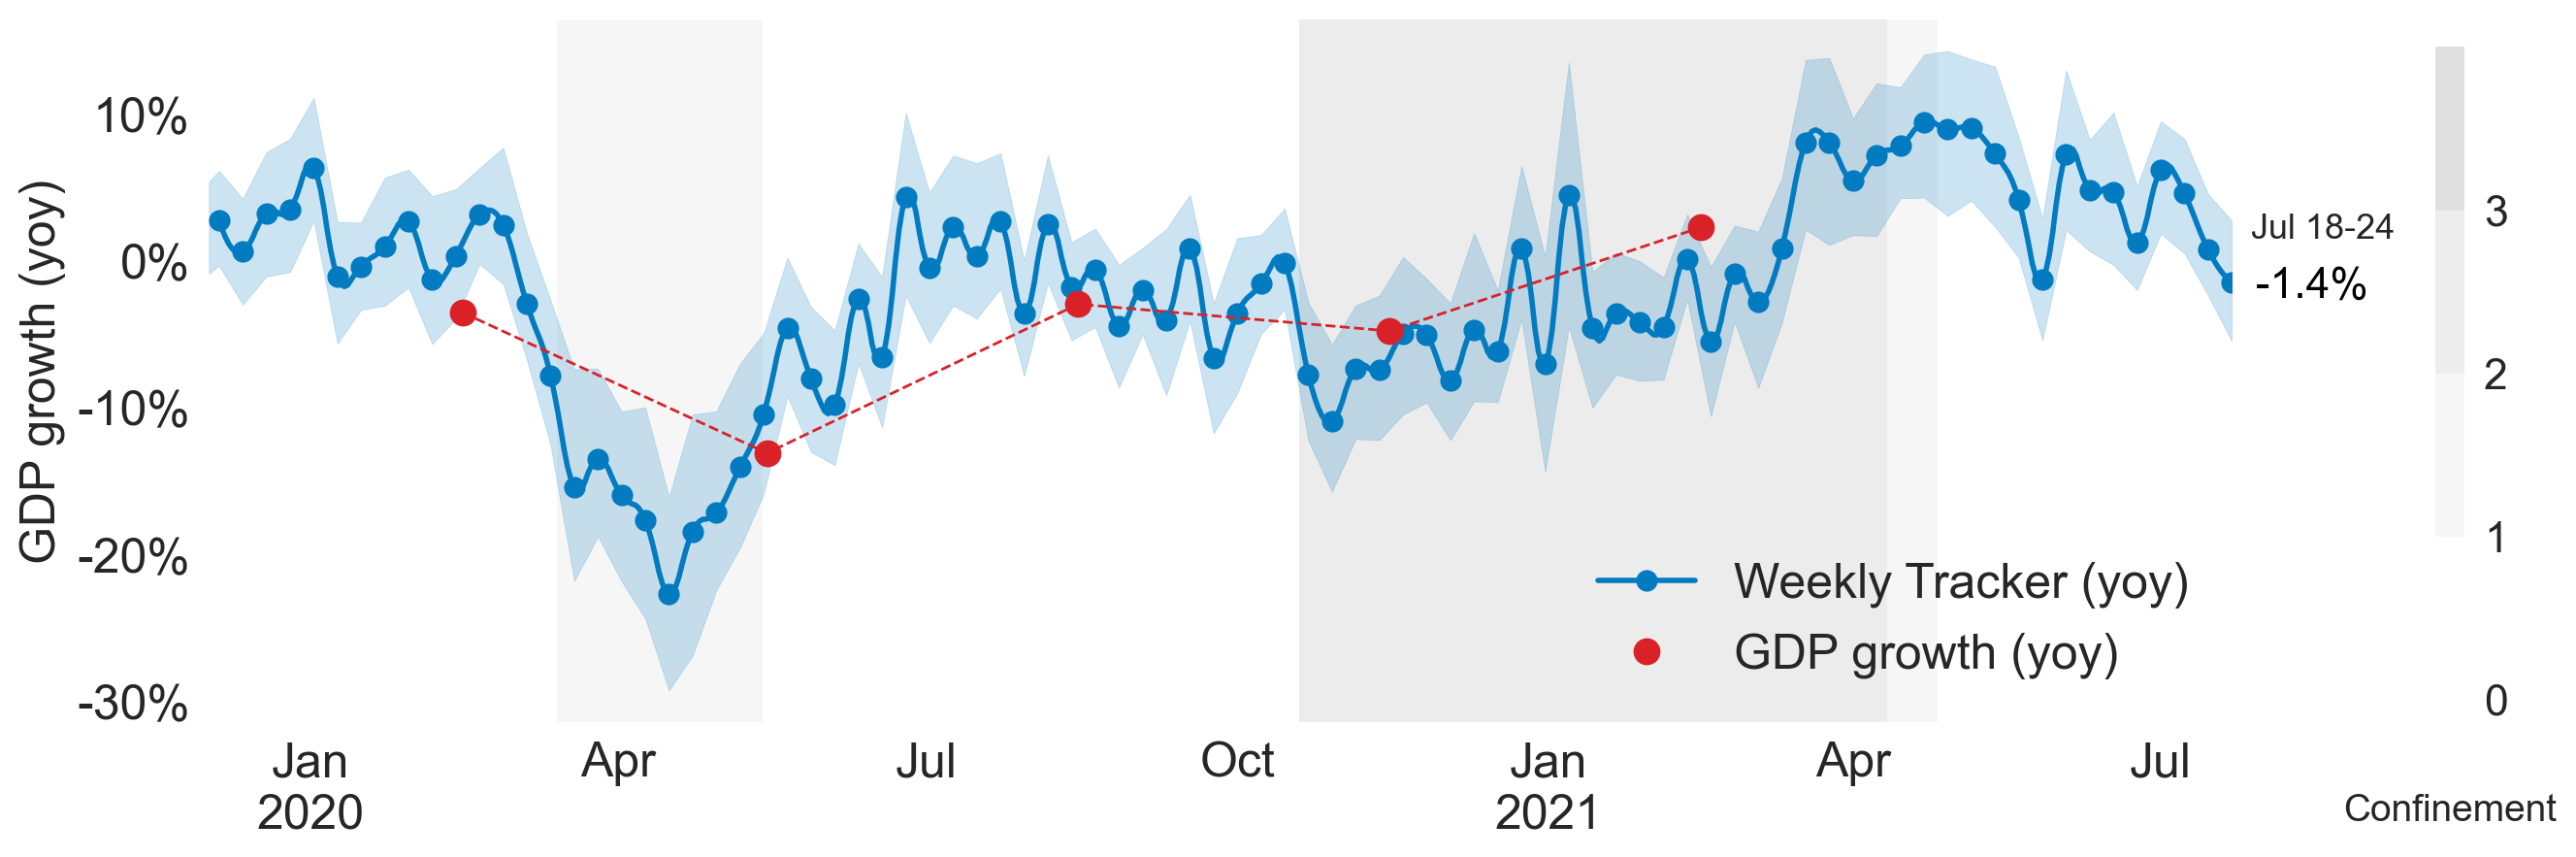 GDP growth (yoy)
10%
0%
-10%
-20%
-30%
Jan
2020
Apr
Jul
Oct
Jan
2021
Apr
Jul
Jul 18-24
-1.4%
Weekly Tracker (yoy)
GDP growth (yoy)
3
2
1
0
Confinement